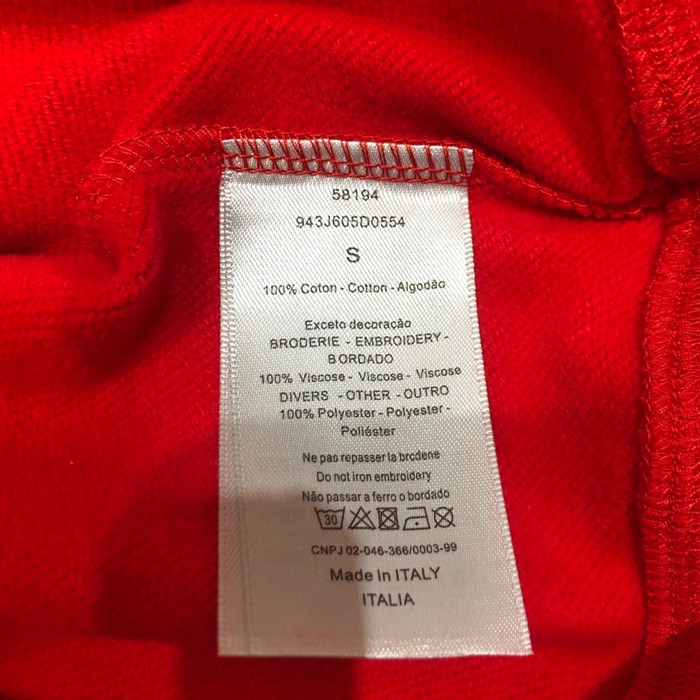 58194
943J605D0554
S
100% Coton - Cotton - Algodão
Exceto decoração
BRODERIE - EMBROIDERY -
BORDADO
100% Viscose - Viscose - Viscose
DIVERS - OTHER - OUTRO
100% Polyester - Polyester -
Poliéster
Ne pas repasser la brodene
Do not iron embroidery
Não passar a ferro o bordado
30
CNPJ 02-046-366/0003-99
Made In ITALY
ITALIA